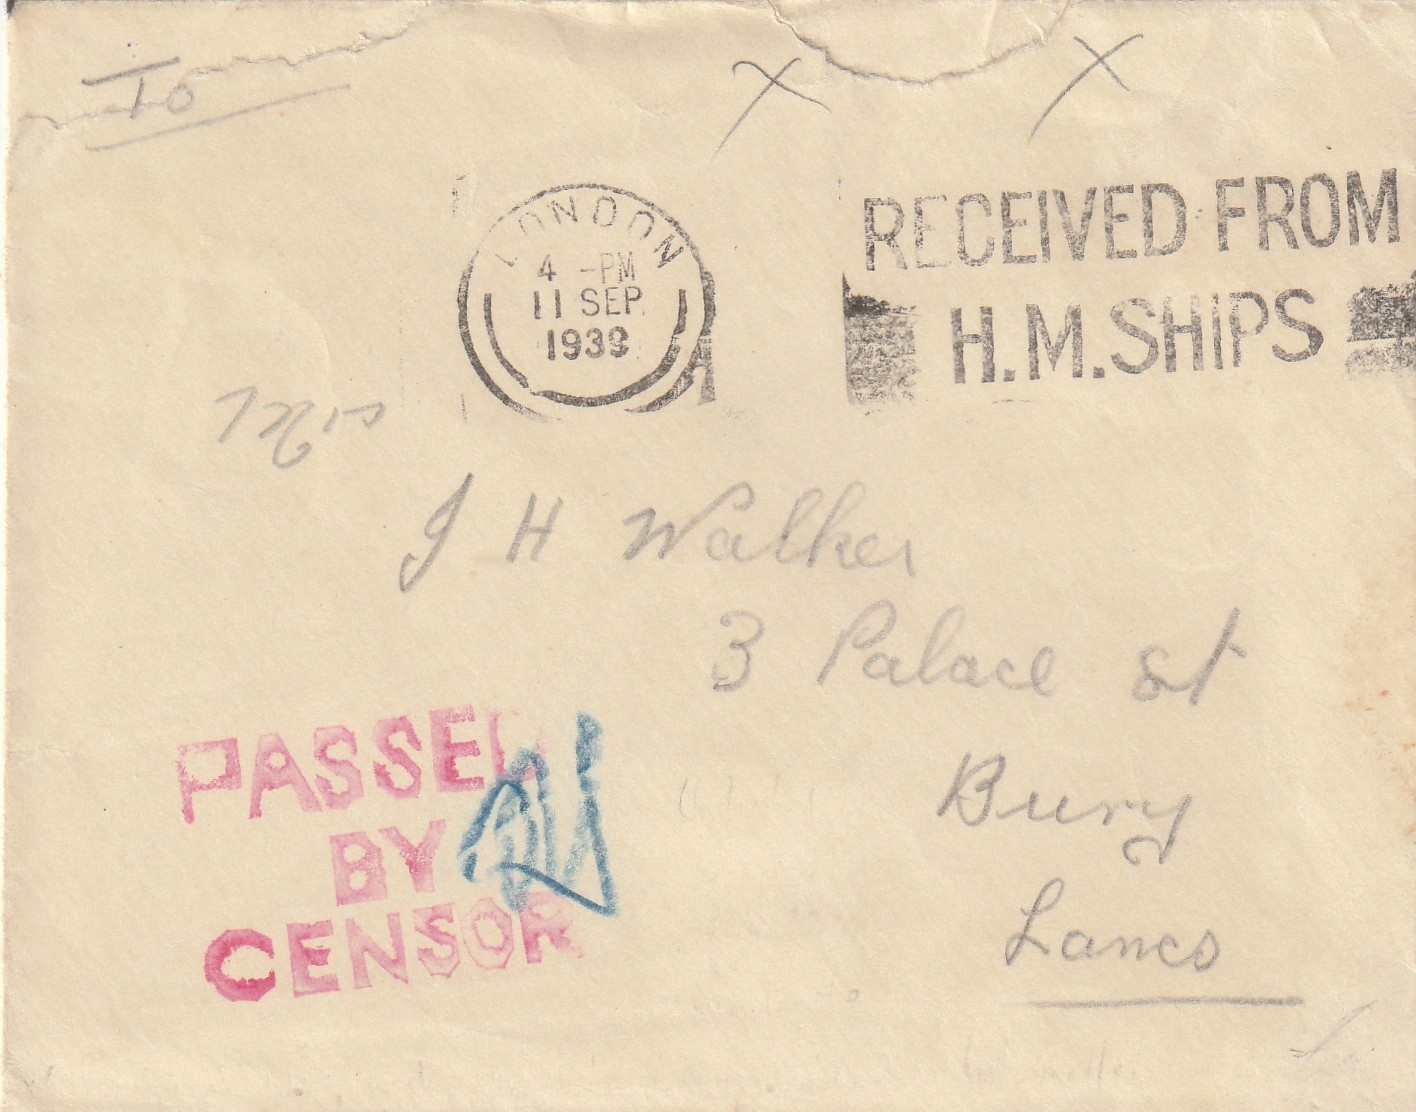 To
X X
LONDON
4 -PM
11 SEP
1939
A
RECEIVED FROM
H.M.SHIPS
Mrs
J H Walker
3 Palace St
Bury
Lancs
PASSED
BY
CENSOR